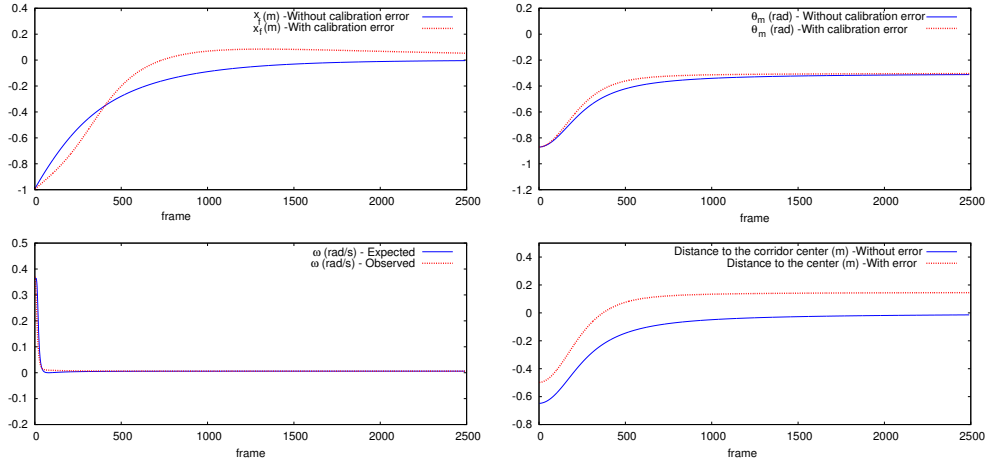 x_f (m) -Without calibration error
x_f (m) -With calibration error
0.4
0.2
0
-0.2
-0.4
-0.6
-0.8
-1
0 500 1000 1500 2000 2500
frame
θ_m (rad) - Without calibration error
θ_m (rad) - With calibration error
0.2
0
-0.2
-0.4
-0.6
-0.8
-1
-1.2
0 500 1000 1500 2000 2500
frame
ω (rad/s) - Expected
ω (rad/s) - Observed
0.5
0.4
0.3
0.2
0.1
0
-0.1
-0.2
0 500 1000 1500 2000 2500
frame
Distance to the corridor center (m) -Without error
Distance to the center (m) -With error
0.4
0.2
0
-0.2
-0.4
-0.6
-0.8
0 500 1000 1500 2000 2500
frame